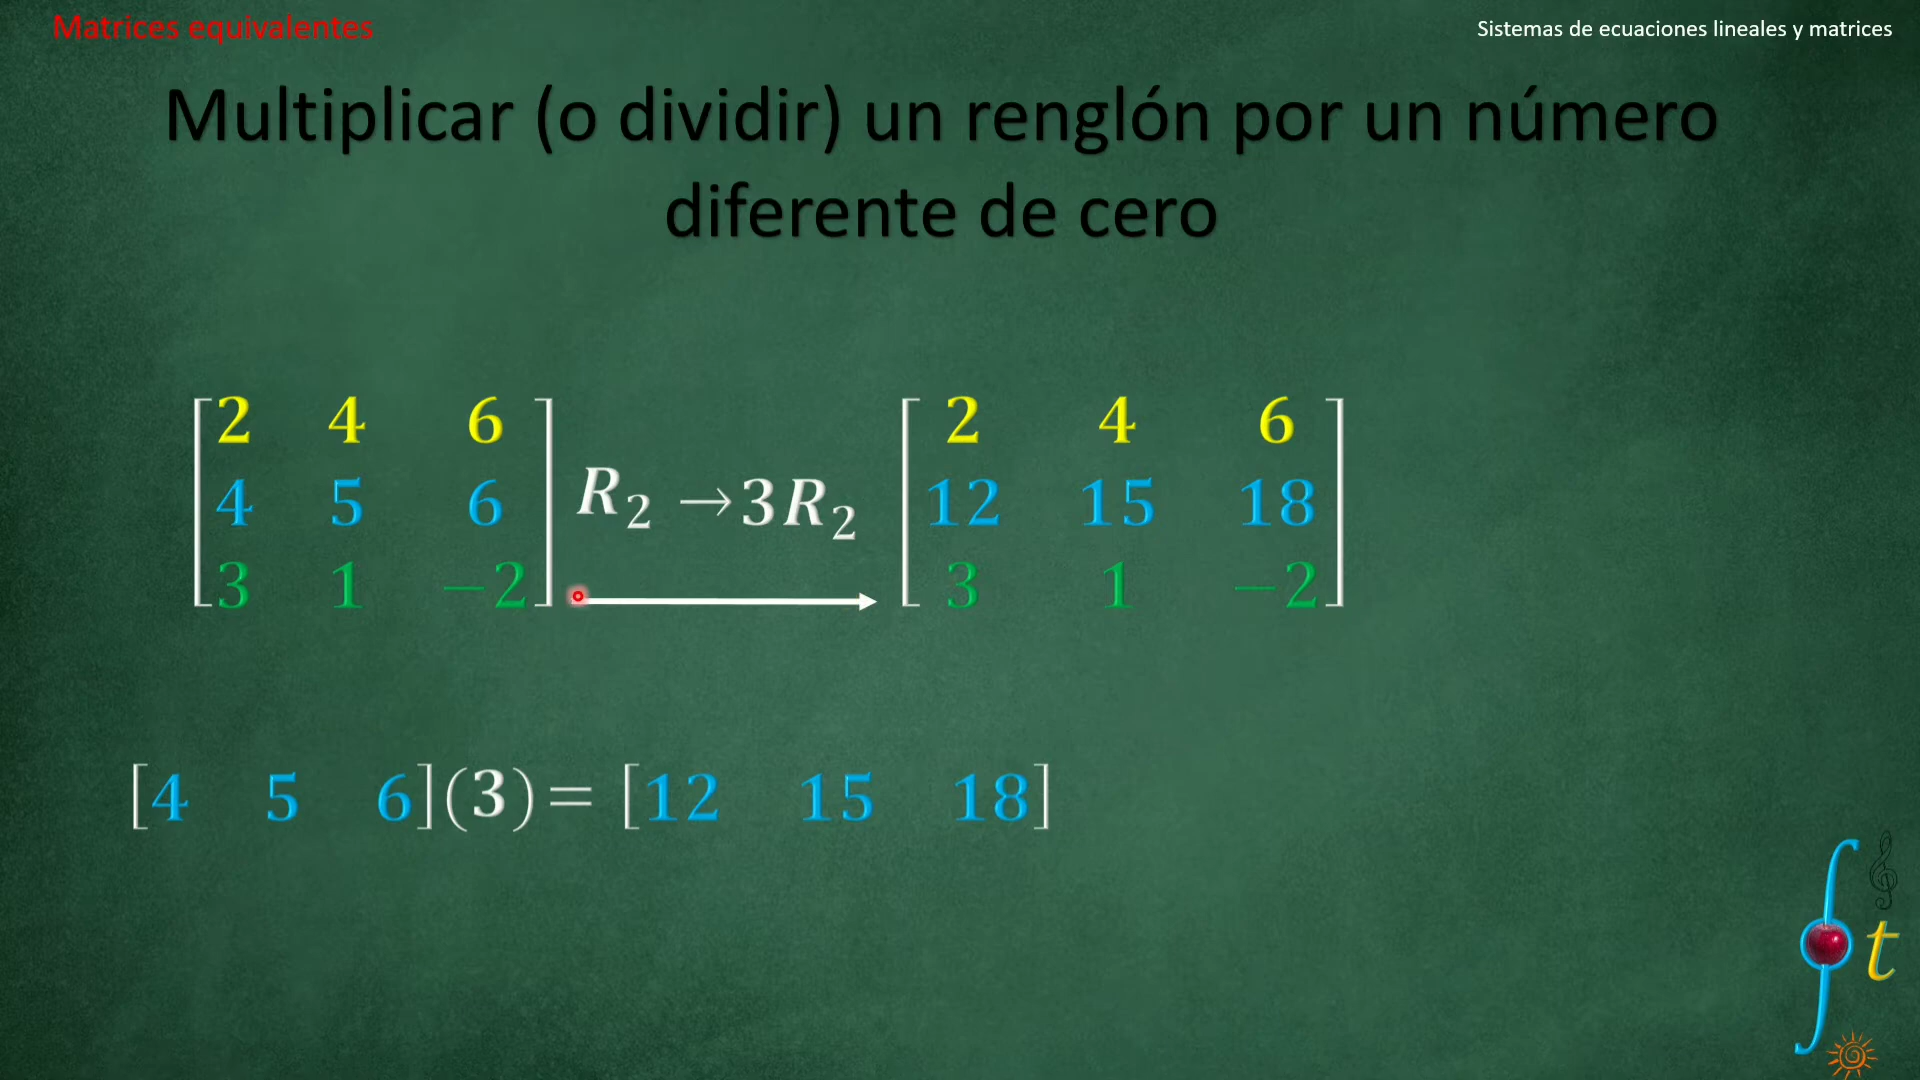 Matrices equivalentes
Sistemas de ecuaciones lineales y matrices
Multiplicar (o dividir) un renglón por un número
diferente de cero
[2 4 6]
[4 5 6] R₂ →3R₂ [12 15 18]
[3 1 −2]
[2 4 6]
[3 1 −2]
[4 5 6](3)= [12 15 18]
t